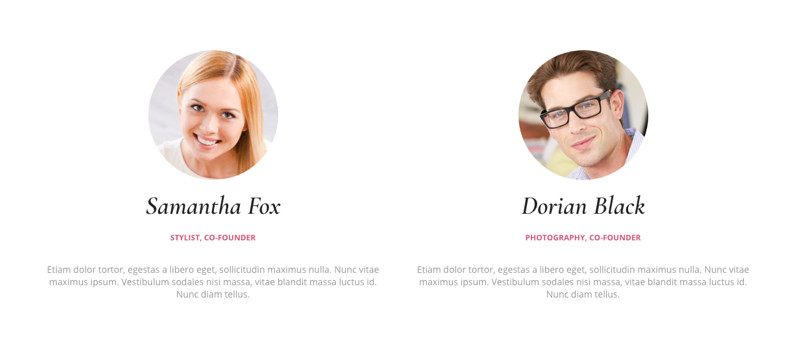 Samantha Fox
STYLIST, CO-FOUNDER
Etiam dolor tortor, egestas a libero eget, sollicitudin maximus nulla. Nunc vitae
maximus ipsum. Vestibulum sodales nisi massa, vitae blandit massa luctus id.
Nunc diam tellus.
Dorian Black
PHOTOGRAPHY, CO-FOUNDER
Etiam dolor tortor, egestas a libero eget, sollicitudin maximus nulla. Nunc vitae
maximus ipsum. Vestibulum sodales nisi massa, vitae blandit massa luctus id.
Nunc diam tellus.